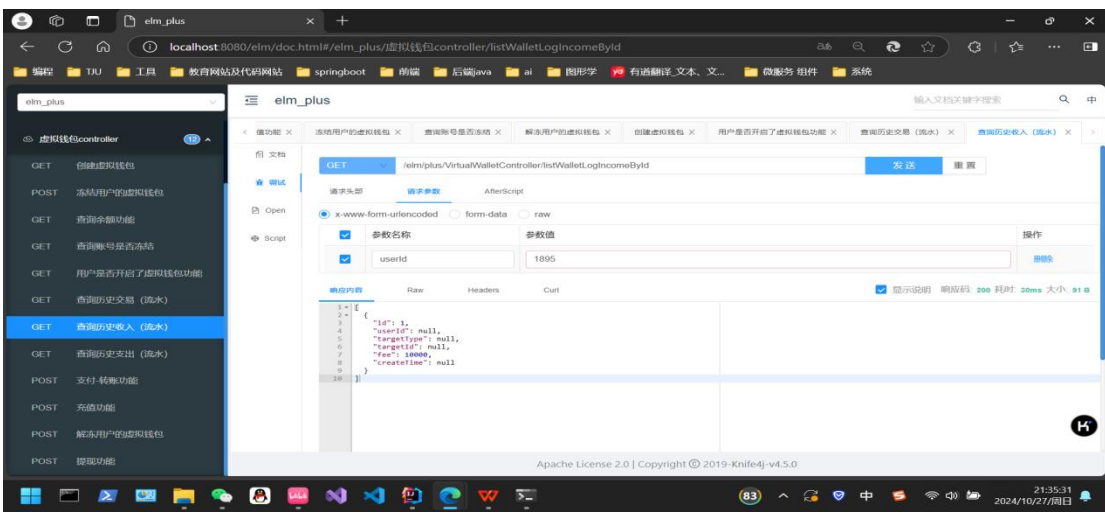 elm_plus
localhost:8080/elm/doc.html#/elm_plus/虚拟钱包controller/listWalletLogIncomeById
编程 TJU 工具 教育网站及代码网站 springboot 前端 后端java ai 图形学 有道翻译_文本、文... 微服务 组件 系统
elm_plus
elm_plus
输入文档关键字搜索
中
虚拟钱包controller 12
GET 创建虚拟钱包
POST 冻结用户的虚拟钱包
GET 查询余额功能
GET 查询账号是否冻结
GET 用户是否开启了虚拟钱包功能
GET 查询历史交易（流水）
GET 查询历史收入（流水）
GET 查询历史支出（流水）
POST 支付-转账功能
POST 充值功能
POST 解冻用户的虚拟钱包
POST 提现功能
值功能 冻结用户的虚拟钱包 查询账号是否冻结 解冻用户的虚拟钱包 创建虚拟钱包 用户是否开启了虚拟钱包功能 查询历史交易（流水） 查询历史收入（流水）
文档
调试
Open
Script
GET /elm/plus/VirtualWalletController/listWalletLogIncomeById 发送 重置
请求头部 请求参数 AfterScript
x-www-form-urlencoded form-data raw
参数名称 参数值 操作
userId 1895 删除
响应内容 Raw Headers Curl 显示说明 响应码: 200 耗时: 30ms 大小: 91 B
1 [
2 {
3 "id": 1,
4 "userId": null,
5 "targetType": null,
6 "targetId": null,
7 "fee": 10000,
8 "createTime": null
9 }
10 ]
Apache License 2.0 | Copyright © 2019-Knife4j-v4.5.0
83 中 21:35:31
2024/10/27/周日